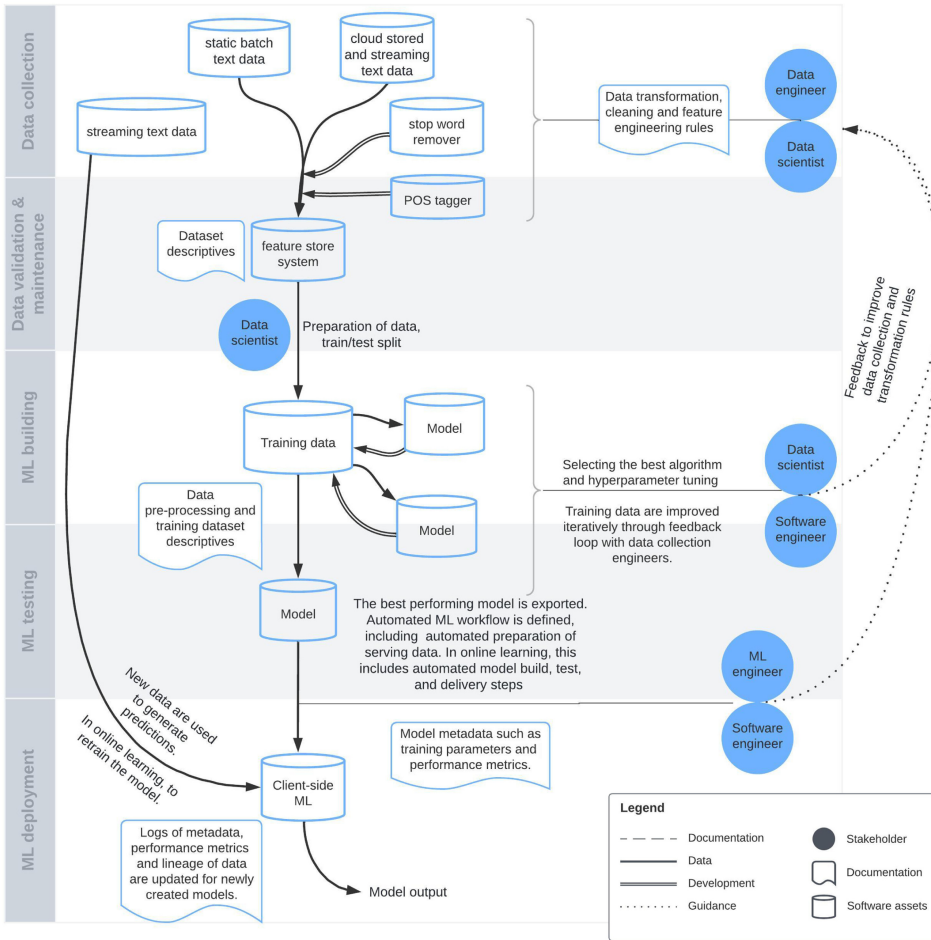 Data collection
static batch
text data
cloud stored
and streaming
text data
streaming text data
stop word
remover
POS tagger
Data transformation,
cleaning and feature
engineering rules
Data
engineer
Data
scientist
Data validation &
maintenance
Dataset
descriptives
feature store
system
Data
scientist
Preparation of data,
train/test split
Feedback to improve
data collection and
transformation rules
ML building
Training data
Model
Model
Data
pre-processing and
training dataset
descriptives
Selecting the best algorithm
and hyperparameter tuning
Training data are improved
iteratively through feedback
loop with data collection
engineers.
Data
scientist
Software
engineer
ML testing
Model
The best performing model is exported.
Automated ML workflow is defined,
including automated preparation of
serving data. In online learning, this
includes automated model build, test,
and delivery steps
ML
engineer
Software
engineer
ML deployment
New data are used
to generate
predictions.
In online learning, to
retrain the model.
Client-side
ML
Model metadata such as
training parameters and
performance metrics.
Logs of metadata,
performance metrics
and lineage of data
are updated for newly
created models.
Model output
Legend
Documentation
Data
Development
Guidance
Stakeholder
Documentation
Software assets